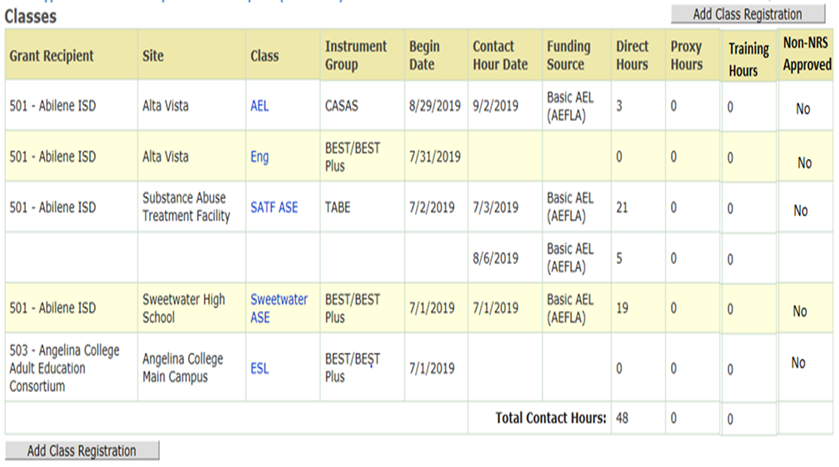 Classes
Add Class Registration
Grant Recipient Site Class Instrument Group Begin Date Contact Hour Date Funding Source Direct Hours Proxy Hours Training Hours Non-NRS Approved
501 - Abilene ISD Alta Vista AEL CASAS 8/29/2019 9/2/2019 Basic AEL (AEFLA) 3 0 0 No
501 - Abilene ISD Alta Vista Eng BEST/BEST Plus 7/31/2019 0 0 0 No
501 - Abilene ISD Substance Abuse Treatment Facility SATF ASE TABE 7/2/2019 7/3/2019 Basic AEL (AEFLA) 21 0 0 No
8/6/2019 Basic AEL (AEFLA) 5 0 0
501 - Abilene ISD Sweetwater High School Sweetwater ASE BEST/BEST Plus 7/1/2019 7/1/2019 Basic AEL (AEFLA) 19 0 0 No
503 - Angelina College Adult Education Consortium Angelina College Main Campus ESL BEST/BEST Plus 7/1/2019 0 0 0 No
Total Contact Hours: 48 0 0
Add Class Registration